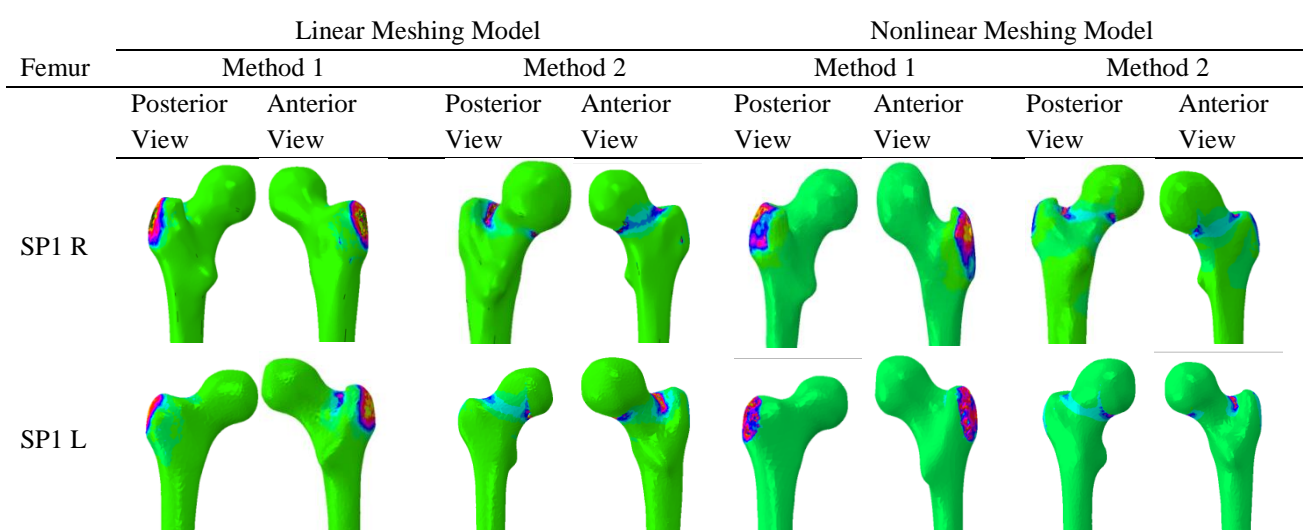 Linear Meshing Model Nonlinear Meshing Model
Femur Method 1 Method 2 Method 1 Method 2
Posterior Anterior Posterior Anterior Posterior Anterior Posterior Anterior
View View View View View View View View
SP1 R
SP1 L